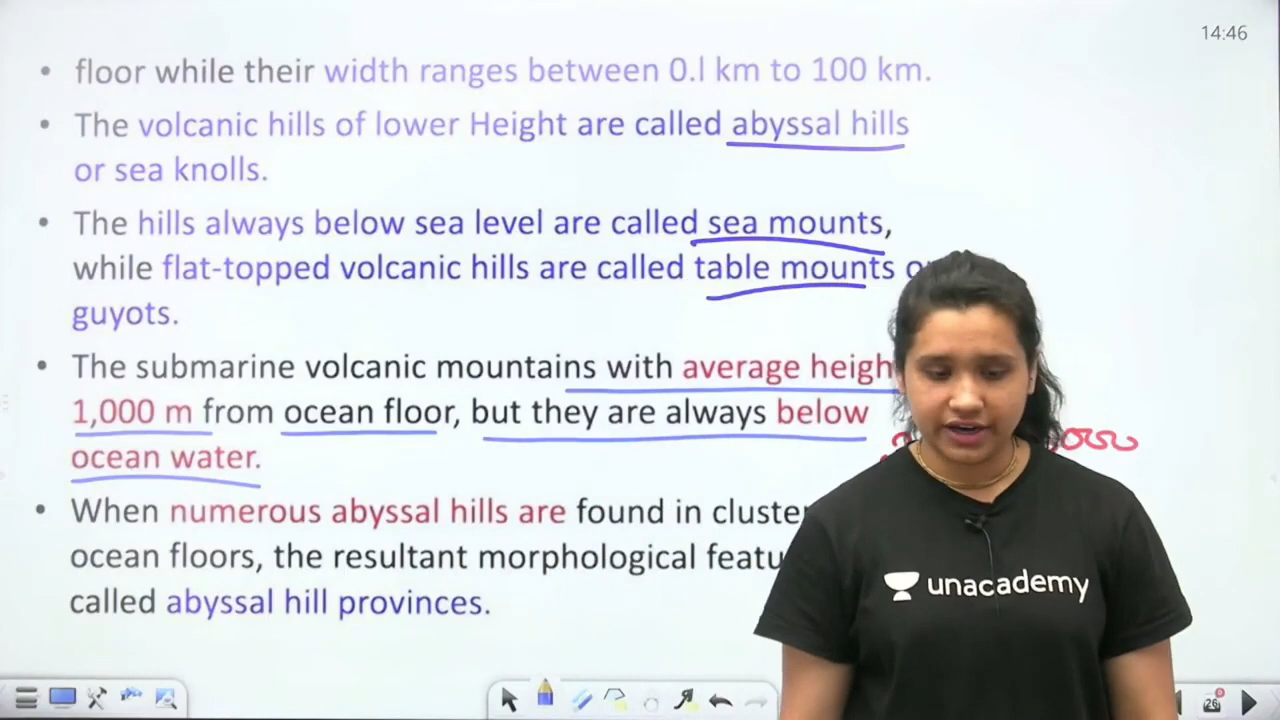 14:46
• floor while their width ranges between 0.l km to 100 km.
• The volcanic hills of lower Height are called abyssal hills
or sea knolls.
• The hills always below sea level are called sea mounts,
while flat-topped volcanic hills are called table mounts
guyots.
• The submarine volcanic mountains with average
1,000 m from ocean floor, but they are always below
ocean water.
• When numerous abyssal hills are found in
ocean floors, the resultant morphological
called abyssal hill provinces.
unacademy
26